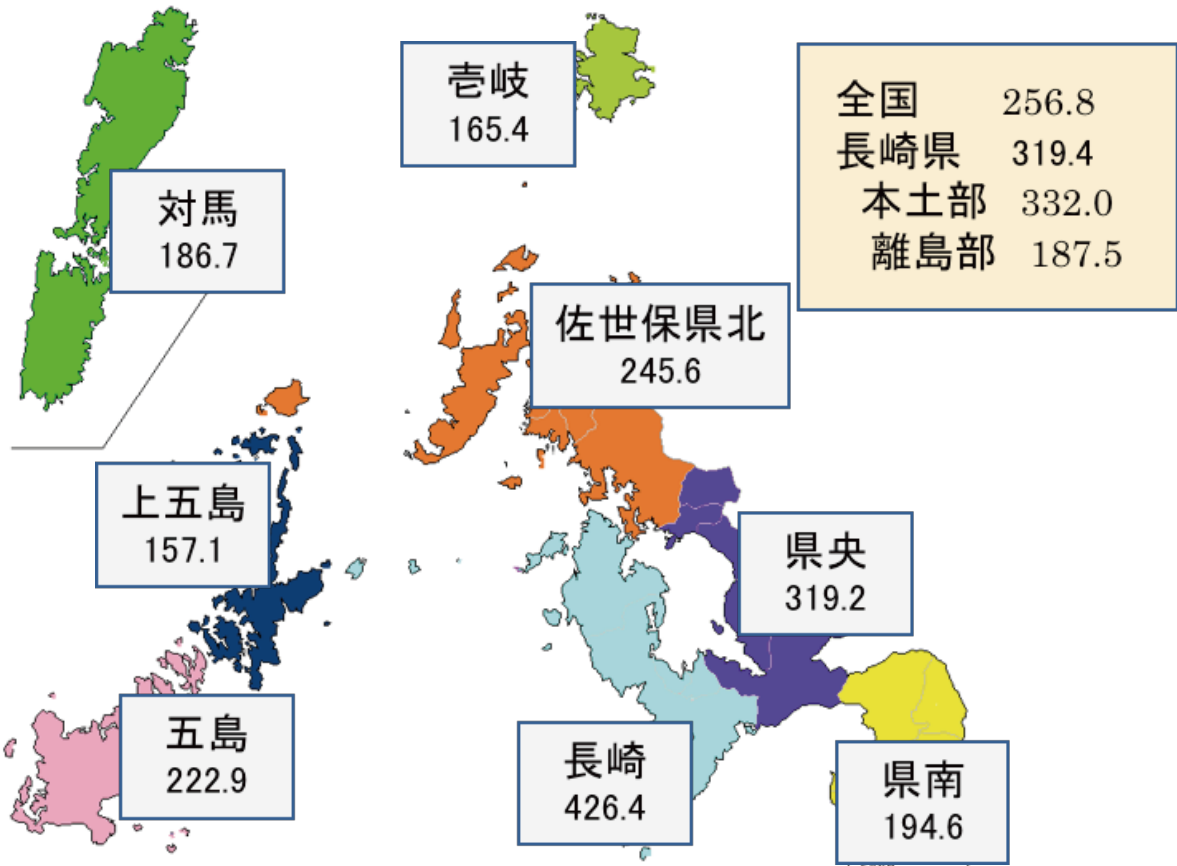 壱岐
165.4
全国 256.8
長崎県 319.4
本土部 332.0
離島部 187.5
対馬
186.7
佐世保県北
245.6
上五島
157.1
県央
319.2
五島
222.9
長崎
426.4
県南
194.6